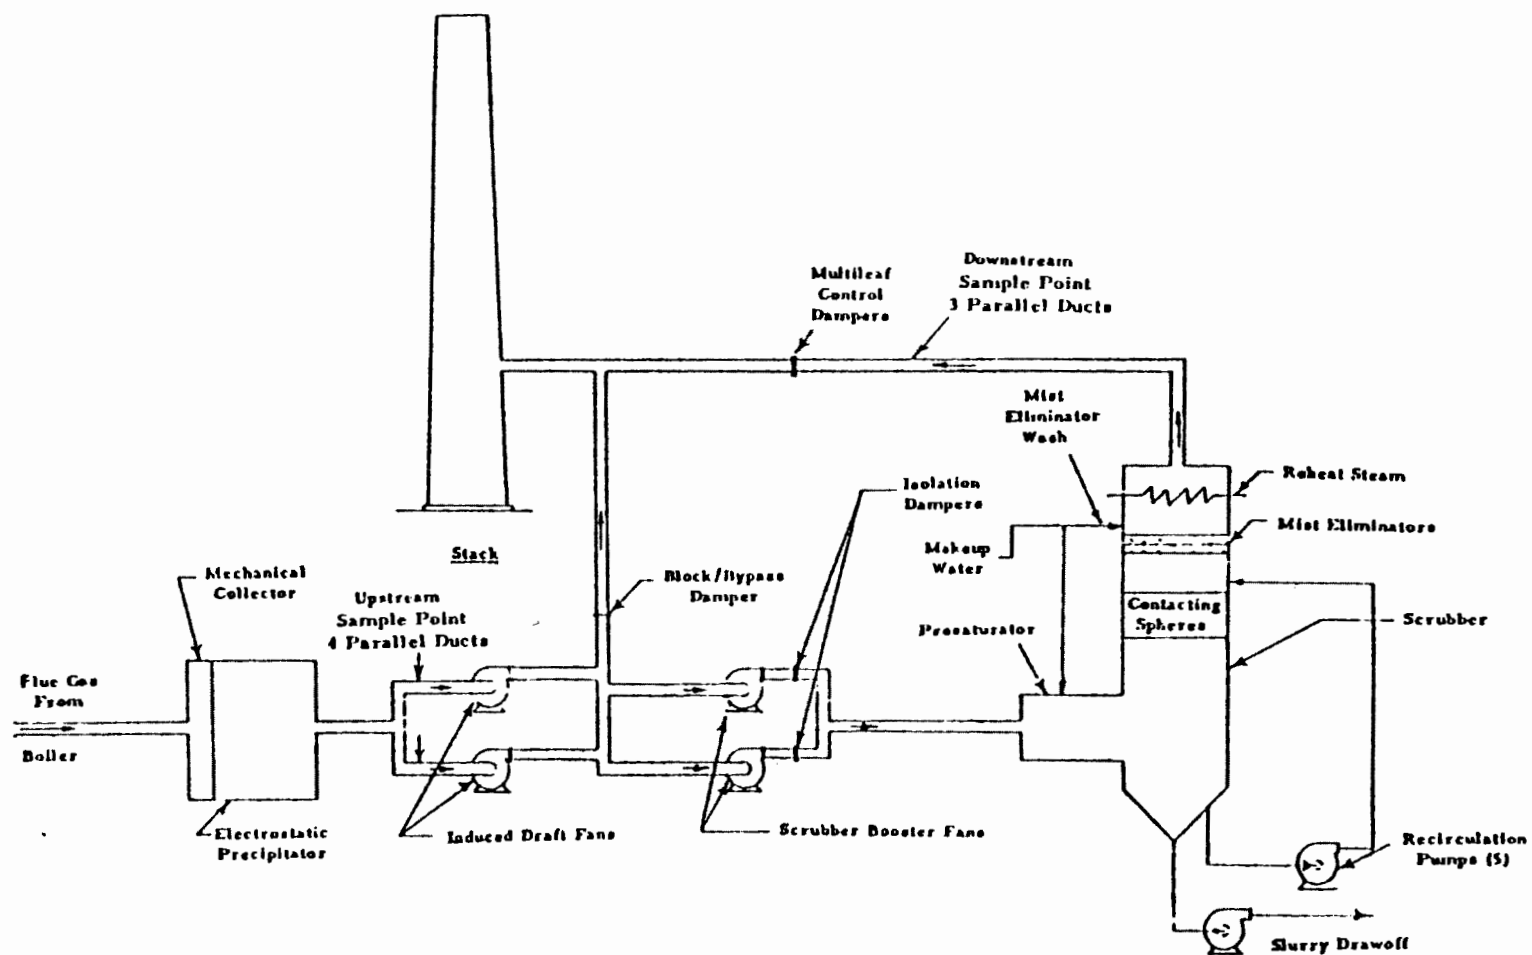 Downstream
Sample Point
3 Parallel Ducts
Multileaf
Control
Dampers
Mist
Eliminator
Wash
Reheat Steam
Isolation
Dampers
Mist Eliminators
Makeup
Water
Stack
Mechanical
Collector
Block/Bypass
Damper
Upstream
Sample Point
4 Parallel Ducts
Contacting
Spheres
Scrubber
Presaturator
Flue Gas
From
Boiler
Electrostatic
Precipitator
Induced Draft Fans
Scrubber Booster Fans
Recirculation
Pumps (5)
Slurry Drawoff